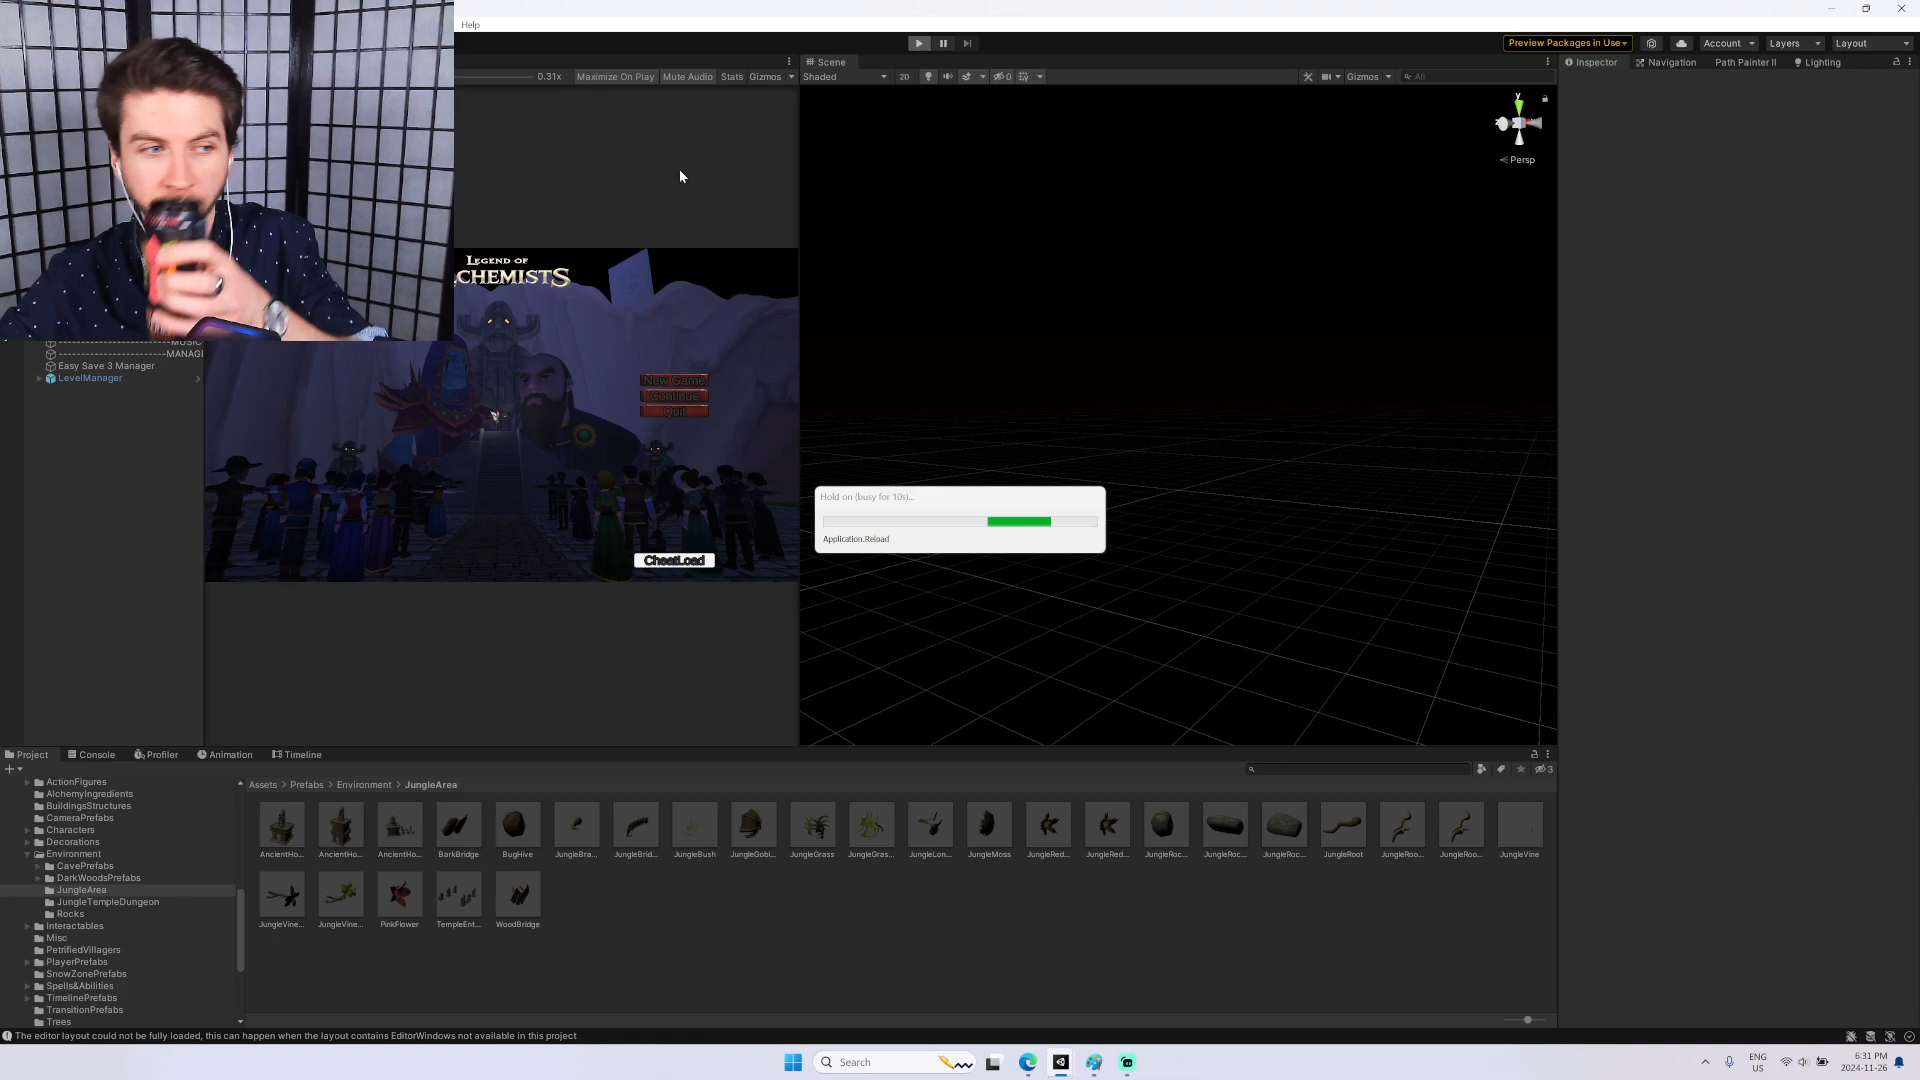 Help
Preview Packages in Use
Account
Layers
Layout
0.31x
Maximize On Play
Mute Audio
Stats
Gizmos
Scene
Inspector
Navigation
Path Painter II
Lighting
Shaded
2D
0
Gizmos
All
y
Persp
LEGEND OF
CHEMISTS
-------------------------MUSIC
-------------------------MANAGE
Easy Save 3 Manager
LevelManager
New Game
Continue
Quit
CheatLoad
Hold on (busy for 10s)...
Application.Reload
Project
Console
Profiler
Animation
Timeline
3
Assets > Prefabs > Environment > JungleArea
ActionFigures
AlchemyIngredients
BuildingsStructures
CameraPrefabs
Characters
Decorations
Environment
CavePrefabs
DarkWoodsPrefabs
JungleArea
JungleTempleDungeon
Rocks
Interactables
Misc
PetrifiedVillagers
PlayerPrefabs
SnowZonePrefabs
Spells&Abilities
TimelinePrefabs
TransitionPrefabs
Trees
AncientHo...
AncientHo...
AncientHo...
BarkBridge
BugHive
JungleBra...
JungleBrid...
JungleBush
JungleGobl...
JungleGrass
JungleGras...
JungleLon...
JungleMoss
JungleRed...
JungleRed...
JungleRoc...
JungleRoc...
JungleRoc...
JungleRoot
JungleRoo...
JungleRoo...
JungleVine
JungleVine...
JungleVine...
PinkFlower
TempleEnt...
WoodBridge
The editor layout could not be fully loaded, this can happen when the layout contains EditorWindows not available in this project
Search
ENG
US
6:31 PM
2024-11-26